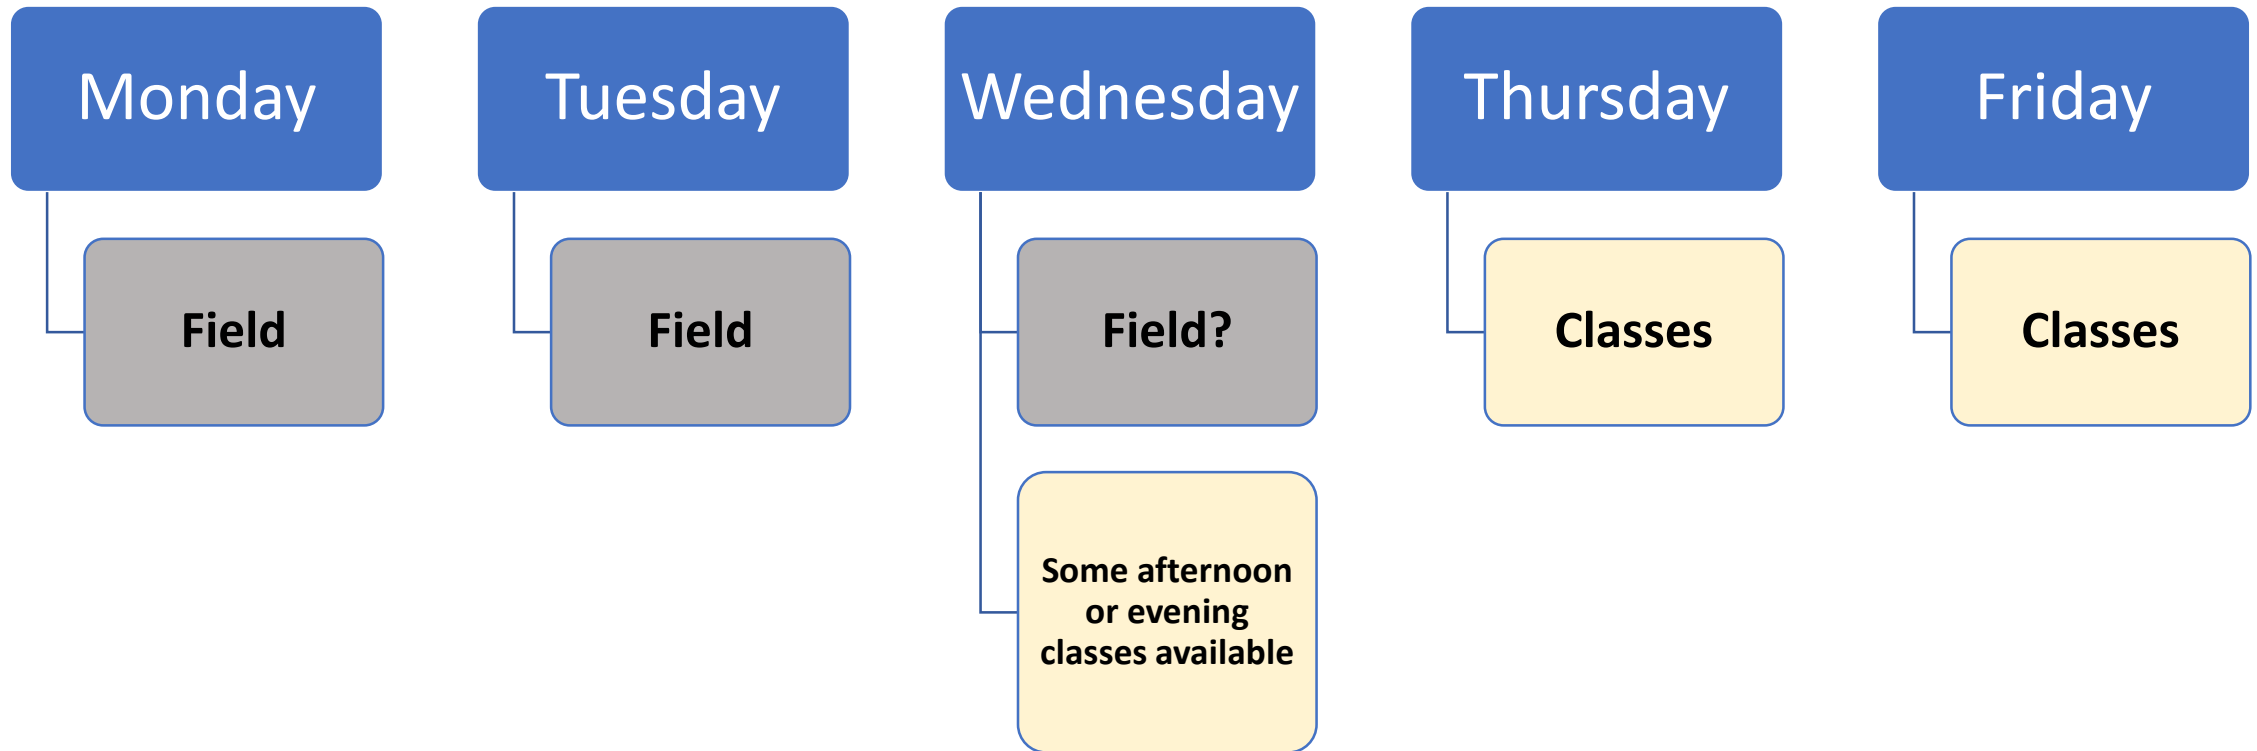 Monday
Tuesday
Wednesday
Thursday
Friday
Field
Field
Field?
Classes
Classes
Some afternoon
or evening
classes available